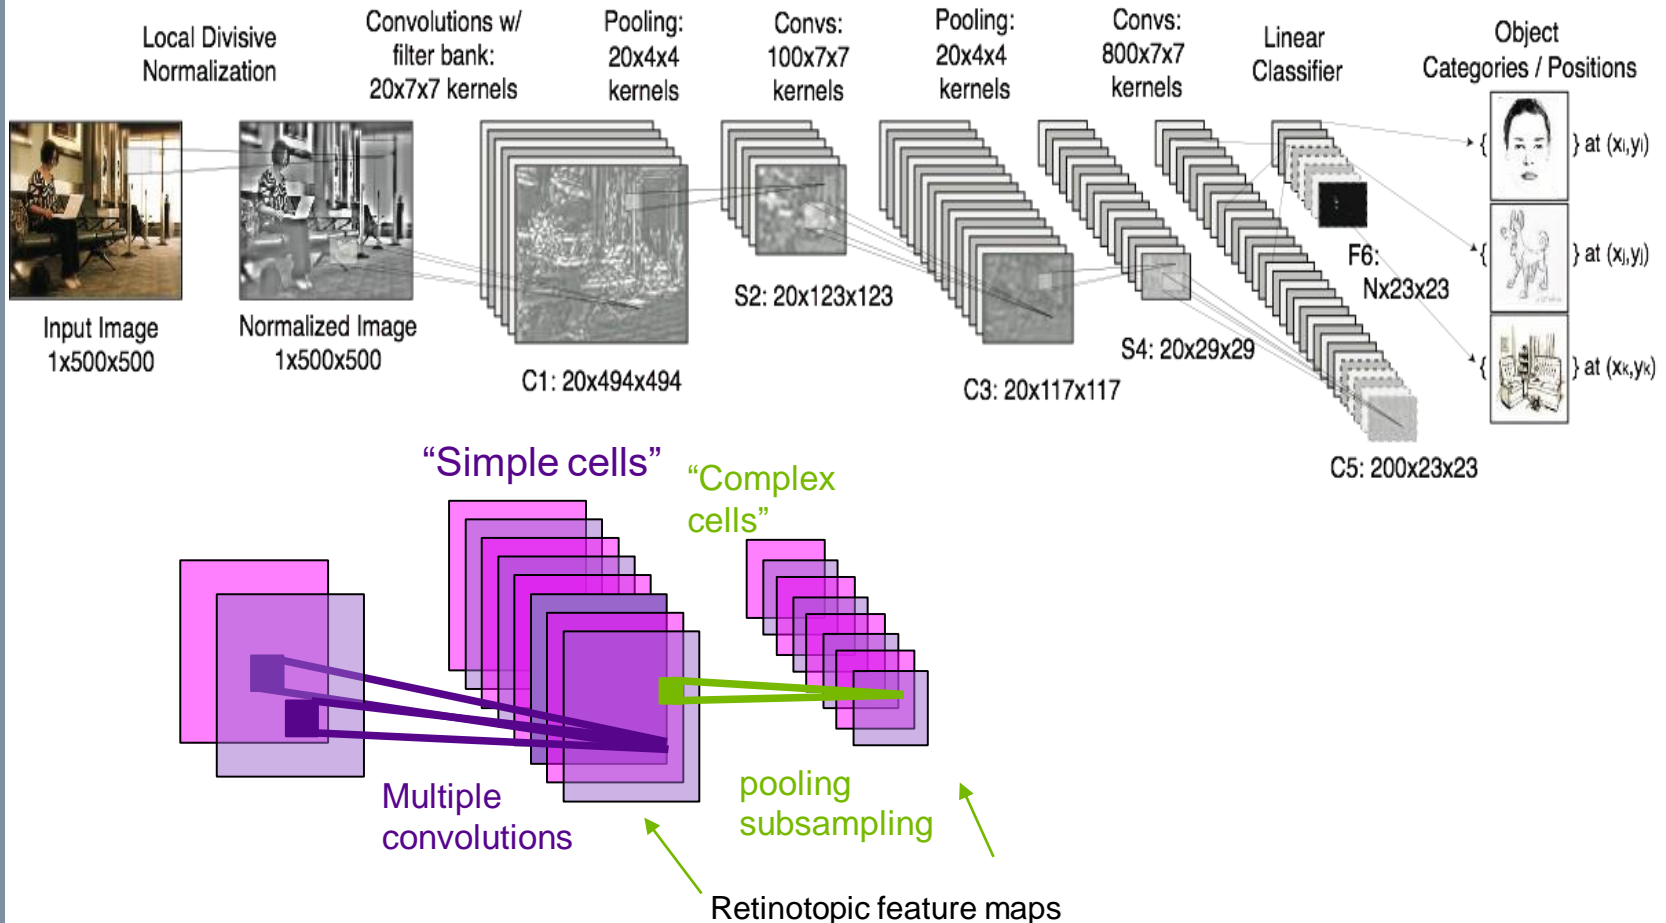 Local Divisive
Normalization
Convolutions w/
filter bank:
20x7x7 kernels
Pooling:
20x4x4
kernels
Convs:
100x7x7
kernels
Pooling:
20x4x4
kernels
Convs:
800x7x7
kernels
Linear
Classifier
Object
Categories / Positions
{ } at (xi,yi)
{ } at (xj,yj)
{ } at (xk,yk)
Input Image
1x500x500
Normalized Image
1x500x500
C1: 20x494x494
S2: 20x123x123
C3: 20x117x117
S4: 20x29x29
F6:
Nx23x23
C5: 200x23x23
“Simple cells”
“Complex
cells”
Multiple
convolutions
pooling
subsampling
Retinotopic feature maps